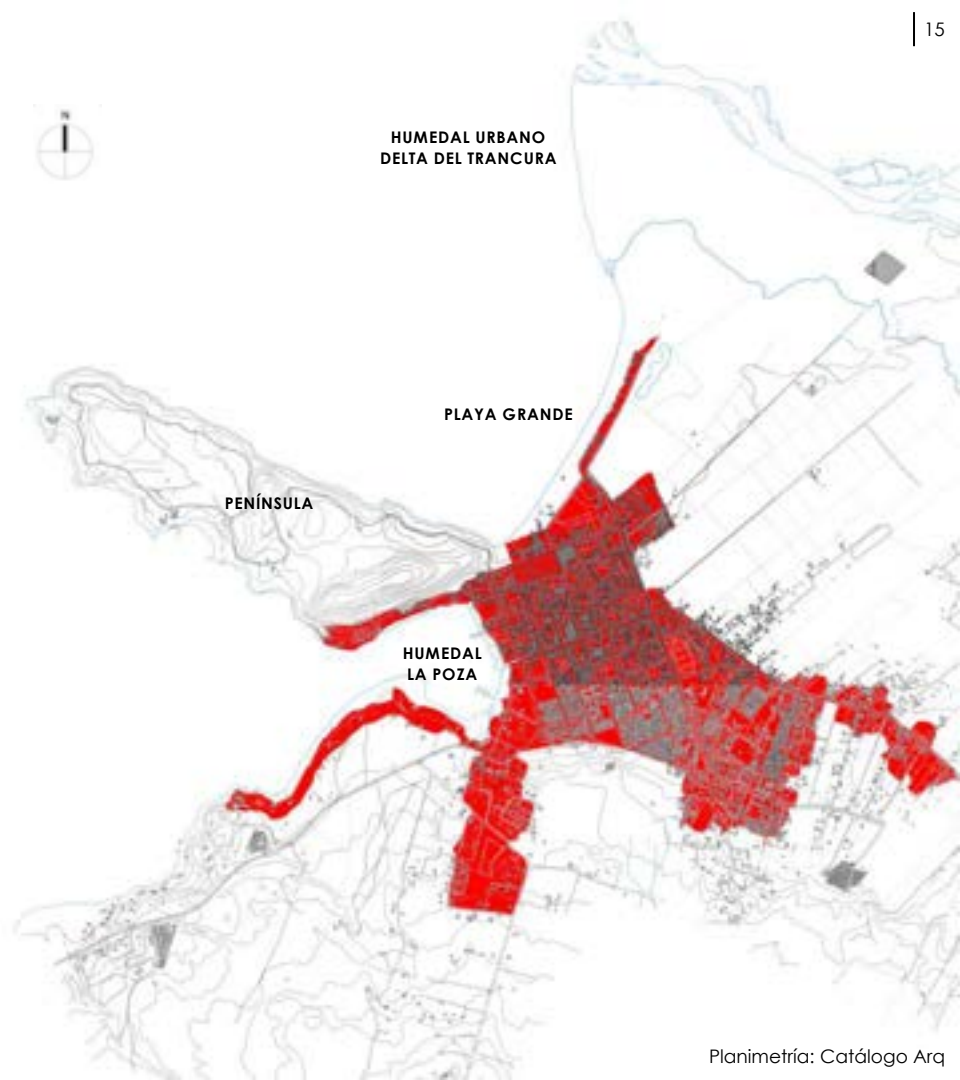 15
N
HUMEDAL URBANO
DELTA DEL TRANCURA
PLAYA GRANDE
PENÍNSULA
HUMEDAL
LA POZA
Planimetría: Catálogo Arq